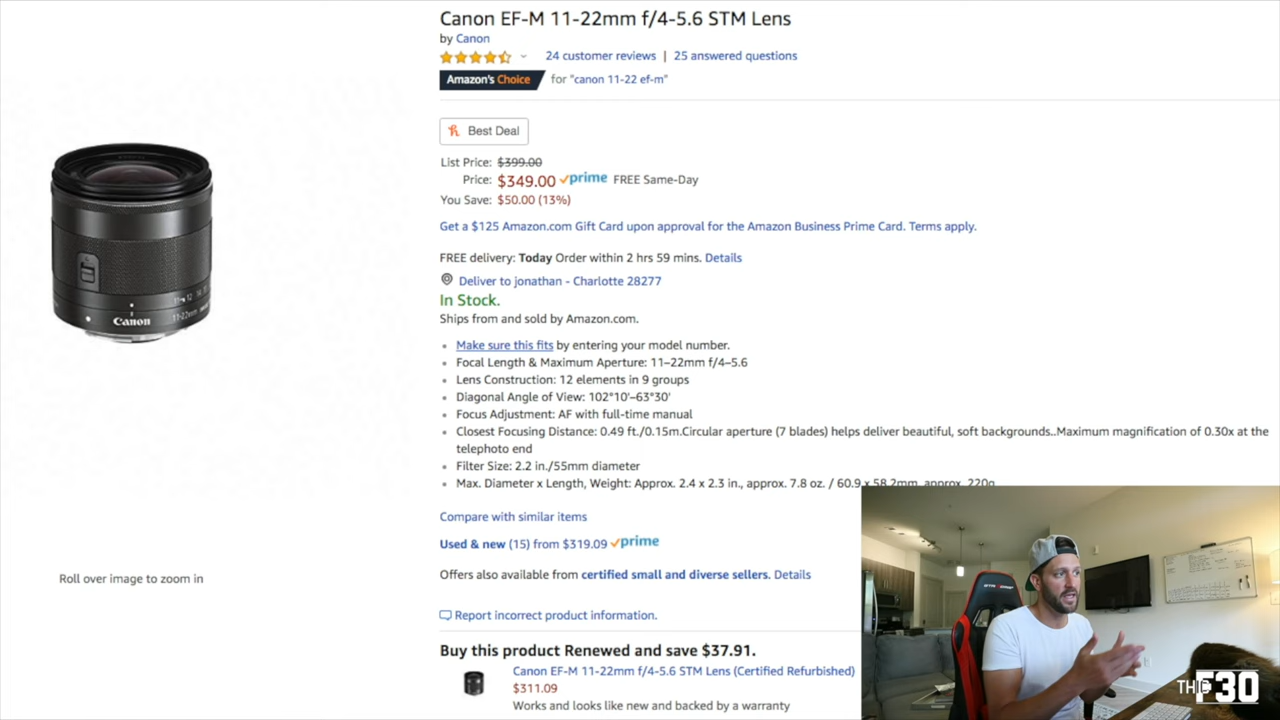 Canon EF-M 11-22mm f/4-5.6 STM Lens
by Canon
24 customer reviews | 25 answered questions
Amazon's Choice for "canon 11-22 ef-m"
Best Deal
List Price: $399.00
Price: $349.00 prime FREE Same-Day
You Save: $50.00 (13%)
Get a $125 Amazon.com Gift Card upon approval for the Amazon Business Prime Card. Terms apply.
FREE delivery: Today Order within 2 hrs 59 mins. Details
Deliver to jonathan - Charlotte 28277
In Stock.
Ships from and sold by Amazon.com.
Make sure this fits by entering your model number.
Focal Length & Maximum Aperture: 11–22mm f/4–5.6
Lens Construction: 12 elements in 9 groups
Diagonal Angle of View: 102°10'–63°30'
Focus Adjustment: AF with full-time manual
Closest Focusing Distance: 0.49 ft./0.15m.Circular aperture (7 blades) helps deliver beautiful, soft backgrounds..Maximum magnification of 0.30x at the
telephoto end
Filter Size: 2.2 in./55mm diameter
Max. Diameter x Length, Weight: Approx. 2.4 x 2.3 in., approx. 7.8 oz. / 60.9 x 58.2mm, approx. 220g
Compare with similar items
Used & new (15) from $319.09 prime
Offers also available from certified small and diverse sellers. Details
Report incorrect product information.
Buy this product Renewed and save $37.91.
Canon EF-M 11-22mm f/4-5.6 STM Lens (Certified Refurbished)
$311.09
Works and looks like new and backed by a warranty
Canon
11-22mm
Roll over image to zoom in
F30